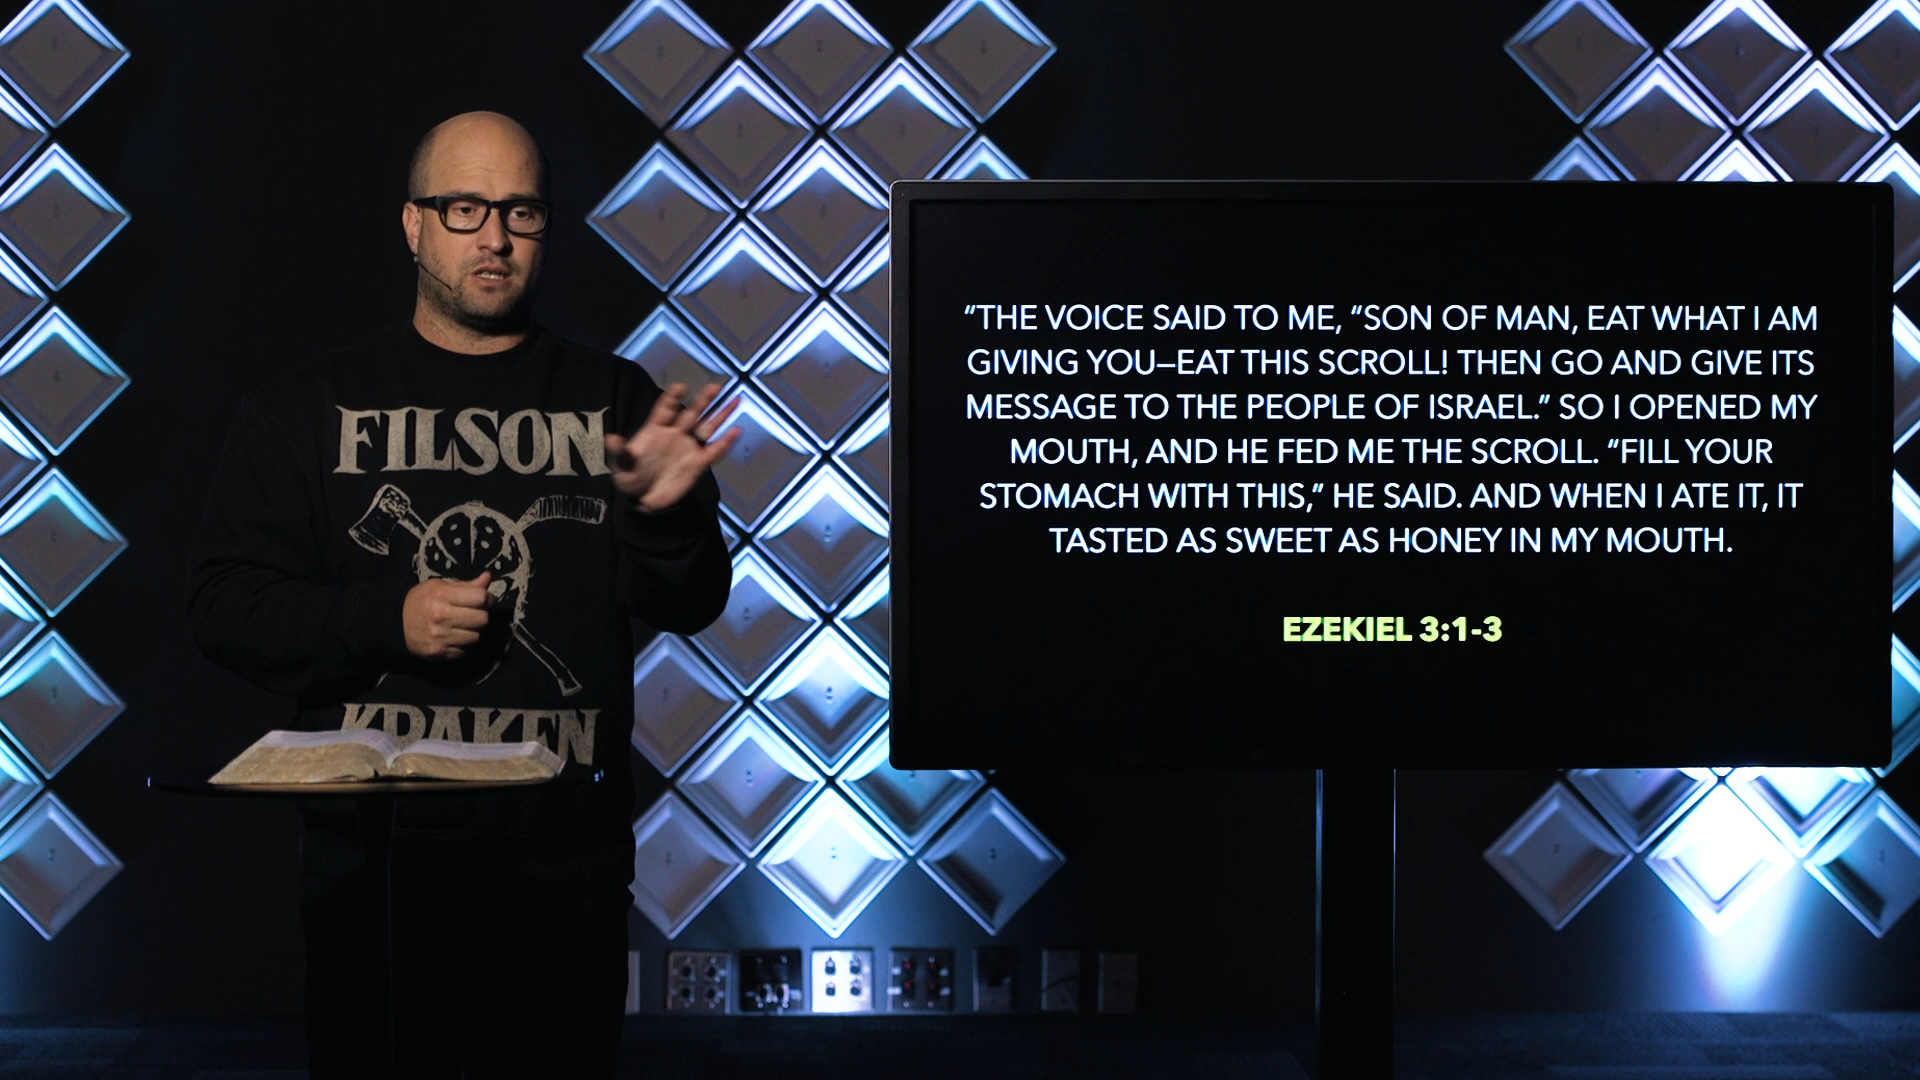 FILSON
KRAKEN
“THE VOICE SAID TO ME, “SON OF MAN, EAT WHAT I AM
GIVING YOU—EAT THIS SCROLL! THEN GO AND GIVE ITS
MESSAGE TO THE PEOPLE OF ISRAEL.” SO I OPENED MY
MOUTH, AND HE FED ME THE SCROLL. “FILL YOUR
STOMACH WITH THIS,” HE SAID. AND WHEN I ATE IT, IT
TASTED AS SWEET AS HONEY IN MY MOUTH.
EZEKIEL 3:1-3